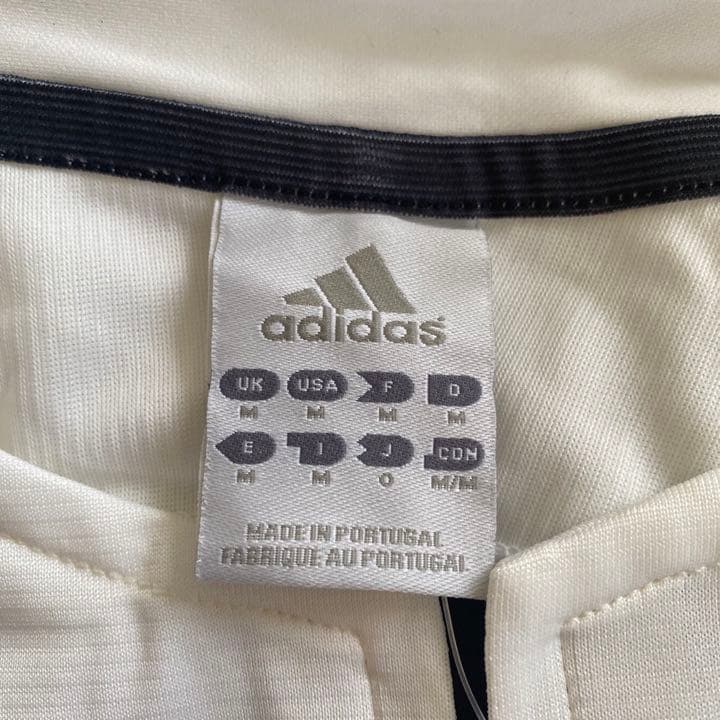 adidas
UK USA F D
M M M M
E I J CDN
M M O M/M
MADE IN PORTUGAL
FABRIQUE AU PORTUGAL